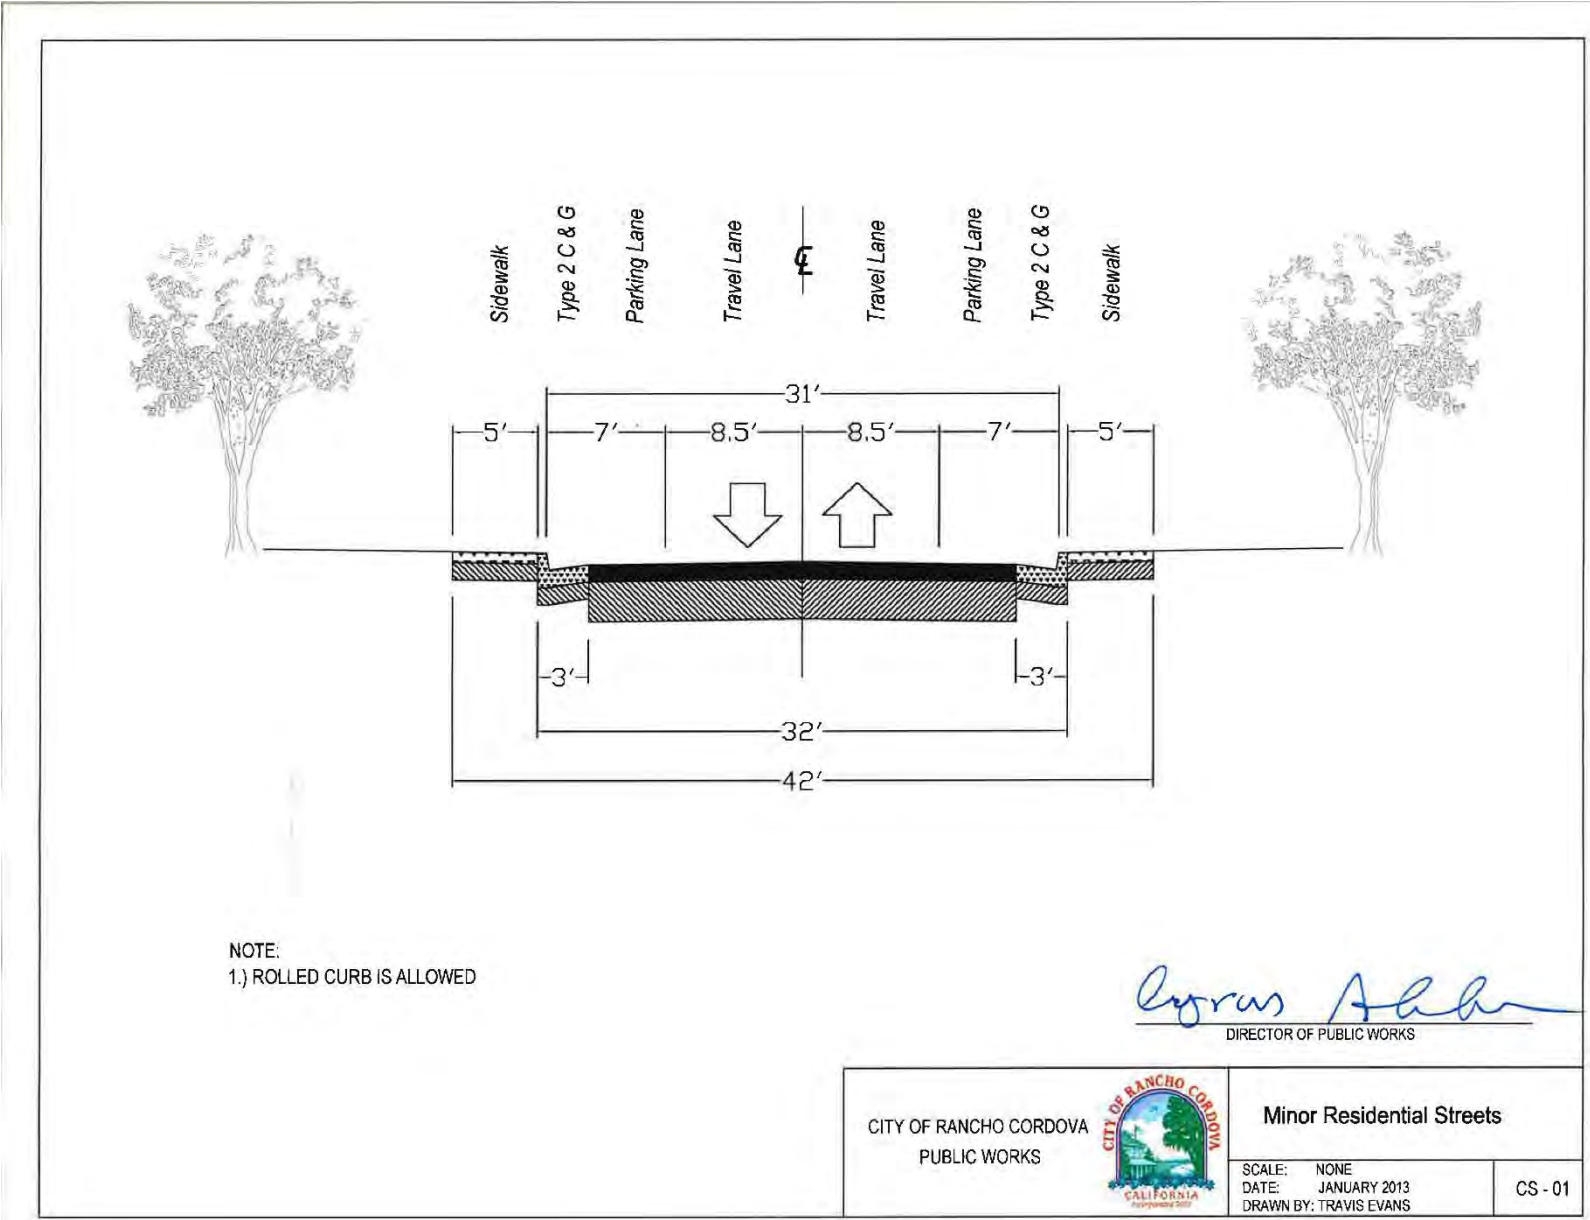 Sidewalk
Type 2 C & G
Parking Lane
Travel Lane
℄
Travel Lane
Parking Lane
Type 2 C & G
Sidewalk
31'
5'
7'
8.5'
8.5'
7'
5'
3'
3'
32'
42'
NOTE:
1.) ROLLED CURB IS ALLOWED
DIRECTOR OF PUBLIC WORKS
CITY OF RANCHO CORDOVA
PUBLIC WORKS
CITY OF RANCHO CORDOVA
CALIFORNIA
Minor Residential Streets
SCALE: NONE
DATE: JANUARY 2013
DRAWN BY: TRAVIS EVANS
CS - 01